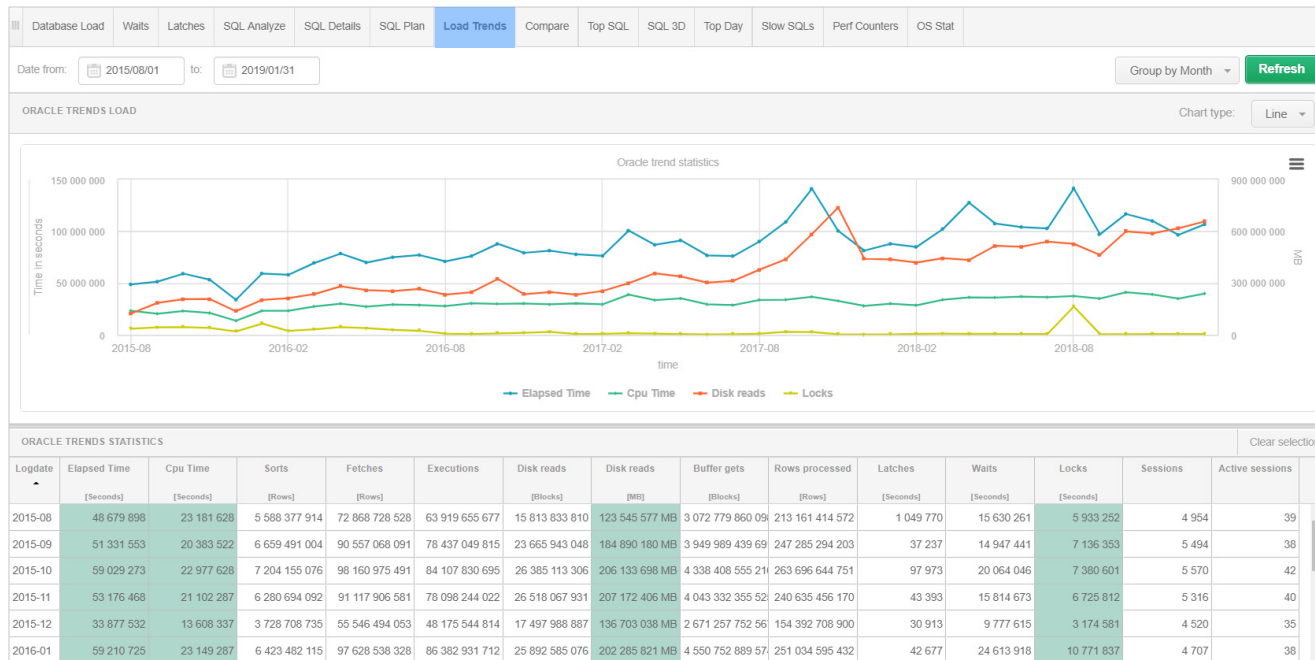 Database Load Waits Latches SQL Analyze SQL Details SQL Plan Load Trends Compare Top SQL SQL 3D Top Day Slow SQLs Perf Counters OS Stat
Date from: 2015/08/01 to: 2019/01/31 Group by Month Refresh
ORACLE TRENDS LOAD Chart type: Line
Oracle trend statistics
150 000 000 900 000 000
100 000 000 600 000 000
50 000 000 300 000 000
0 0
Time in seconds
MB
2015-08 2016-02 2016-08 2017-02 2017-08 2018-02 2018-08
time
Elapsed Time Cpu Time Disk reads Locks
ORACLE TRENDS STATISTICS Clear selectio
Logdate Elapsed Time Cpu Time Sorts Fetches Executions Disk reads Disk reads Buffer gets Rows processed Latches Waits Locks Sessions Active sessions
[Seconds] [Seconds] [Rows] [Rows] [Blocks] [MB] [Blocks] [Rows] [Seconds] [Seconds] [Seconds]
2015-08 48 679 898 23 181 628 5 588 377 914 72 868 728 528 63 919 655 677 15 813 833 810 123 545 577 MB 3 072 779 860 09 213 161 414 572 1 049 770 15 630 261 5 933 252 4 954 39
2015-09 51 331 553 20 383 522 6 659 491 004 90 557 068 091 78 437 049 815 23 665 943 048 184 890 180 MB 3 949 989 439 69 247 285 294 203 37 237 14 947 441 7 136 353 5 494 38
2015-10 59 029 273 22 977 628 7 204 155 076 98 160 975 491 84 107 830 695 26 385 113 306 206 133 698 MB 4 338 408 555 21 263 696 644 751 97 973 20 064 046 7 380 601 5 570 42
2015-11 53 176 468 21 102 287 6 280 694 092 91 117 906 581 78 098 244 022 26 518 067 931 207 172 406 MB 4 043 332 355 52 240 635 456 170 43 393 15 814 673 6 725 812 5 316 40
2015-12 33 877 532 13 608 337 3 728 708 735 55 546 494 053 48 175 544 814 17 497 988 887 136 703 038 MB 2 671 257 752 56 154 392 708 900 30 913 9 777 615 3 174 581 4 520 35
2016-01 59 210 725 23 149 287 6 423 482 115 97 628 538 328 86 382 931 712 25 892 585 076 202 285 821 MB 4 550 752 889 57 251 034 595 432 42 677 24 613 918 10 771 837 4 707 38